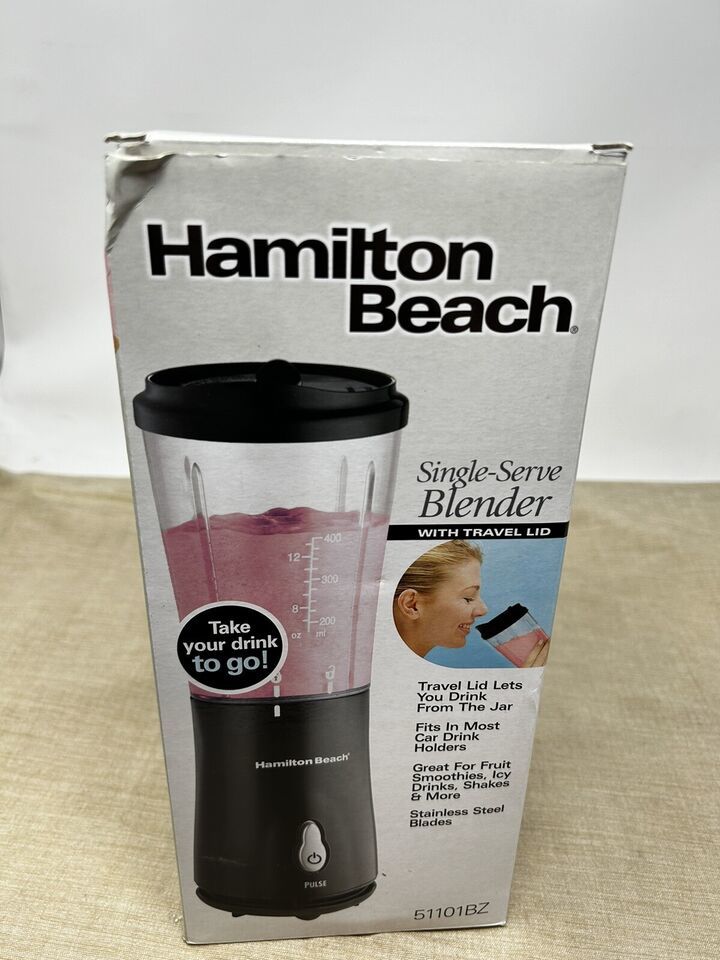 Hamilton
Beach®
Single-Serve
Blender
WITH TRAVEL LID
400
12
300
8
200
oz ml
Take
your drink
to go!
Travel Lid Lets
You Drink
From The Jar
Fits In Most
Car Drink
Holders
Great For Fruit
Smoothies, Icy
Drinks, Shakes
& More
Stainless Steel
Blades
Hamilton Beach®
PULSE
51101BZ